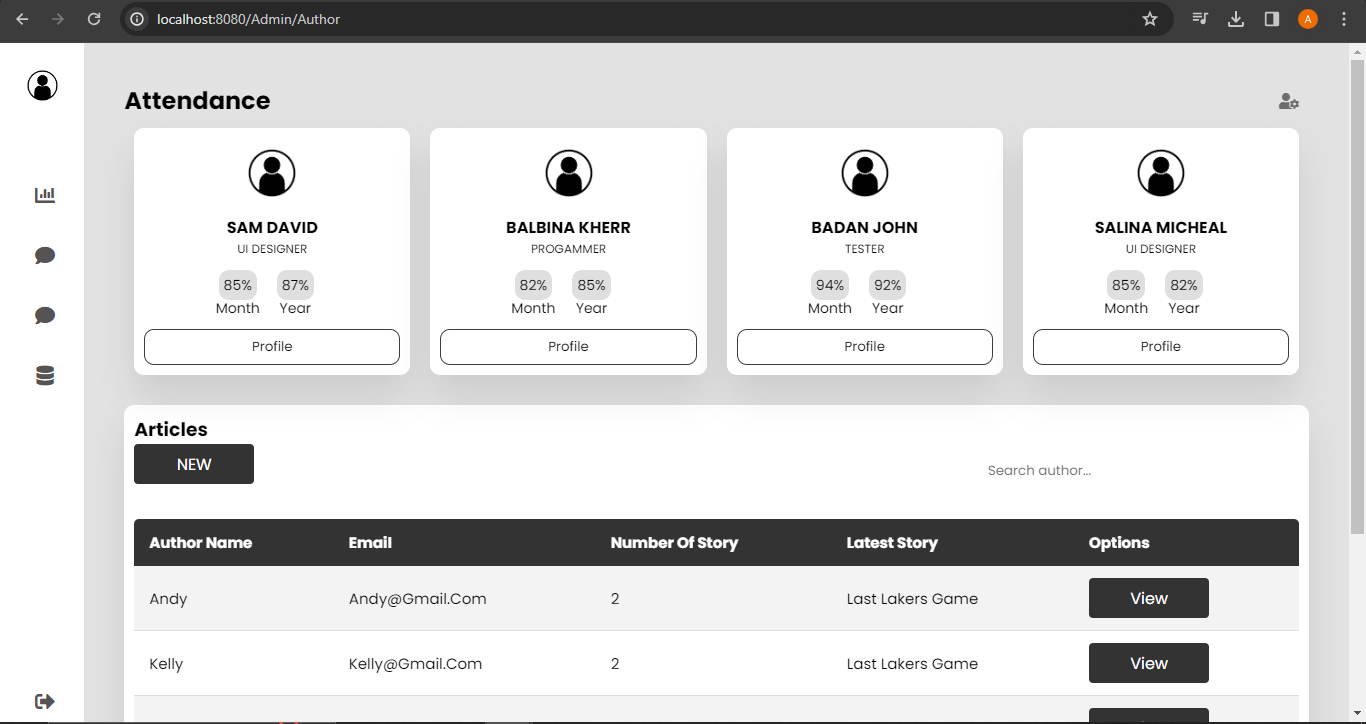 localhost:8080/Admin/Author
A
Attendance
SAM DAVID
UI DESIGNER
85% 87%
Month Year
Profile
BALBINA KHERR
PROGAMMER
82% 85%
Month Year
Profile
BADAN JOHN
TESTER
94% 92%
Month Year
Profile
SALINA MICHEAL
UI DESIGNER
85% 82%
Month Year
Profile
Articles
NEW
Search author...
Author Name Email Number Of Story Latest Story Options
Andy Andy@Gmail.Com 2 Last Lakers Game View
Kelly Kelly@Gmail.Com 2 Last Lakers Game View